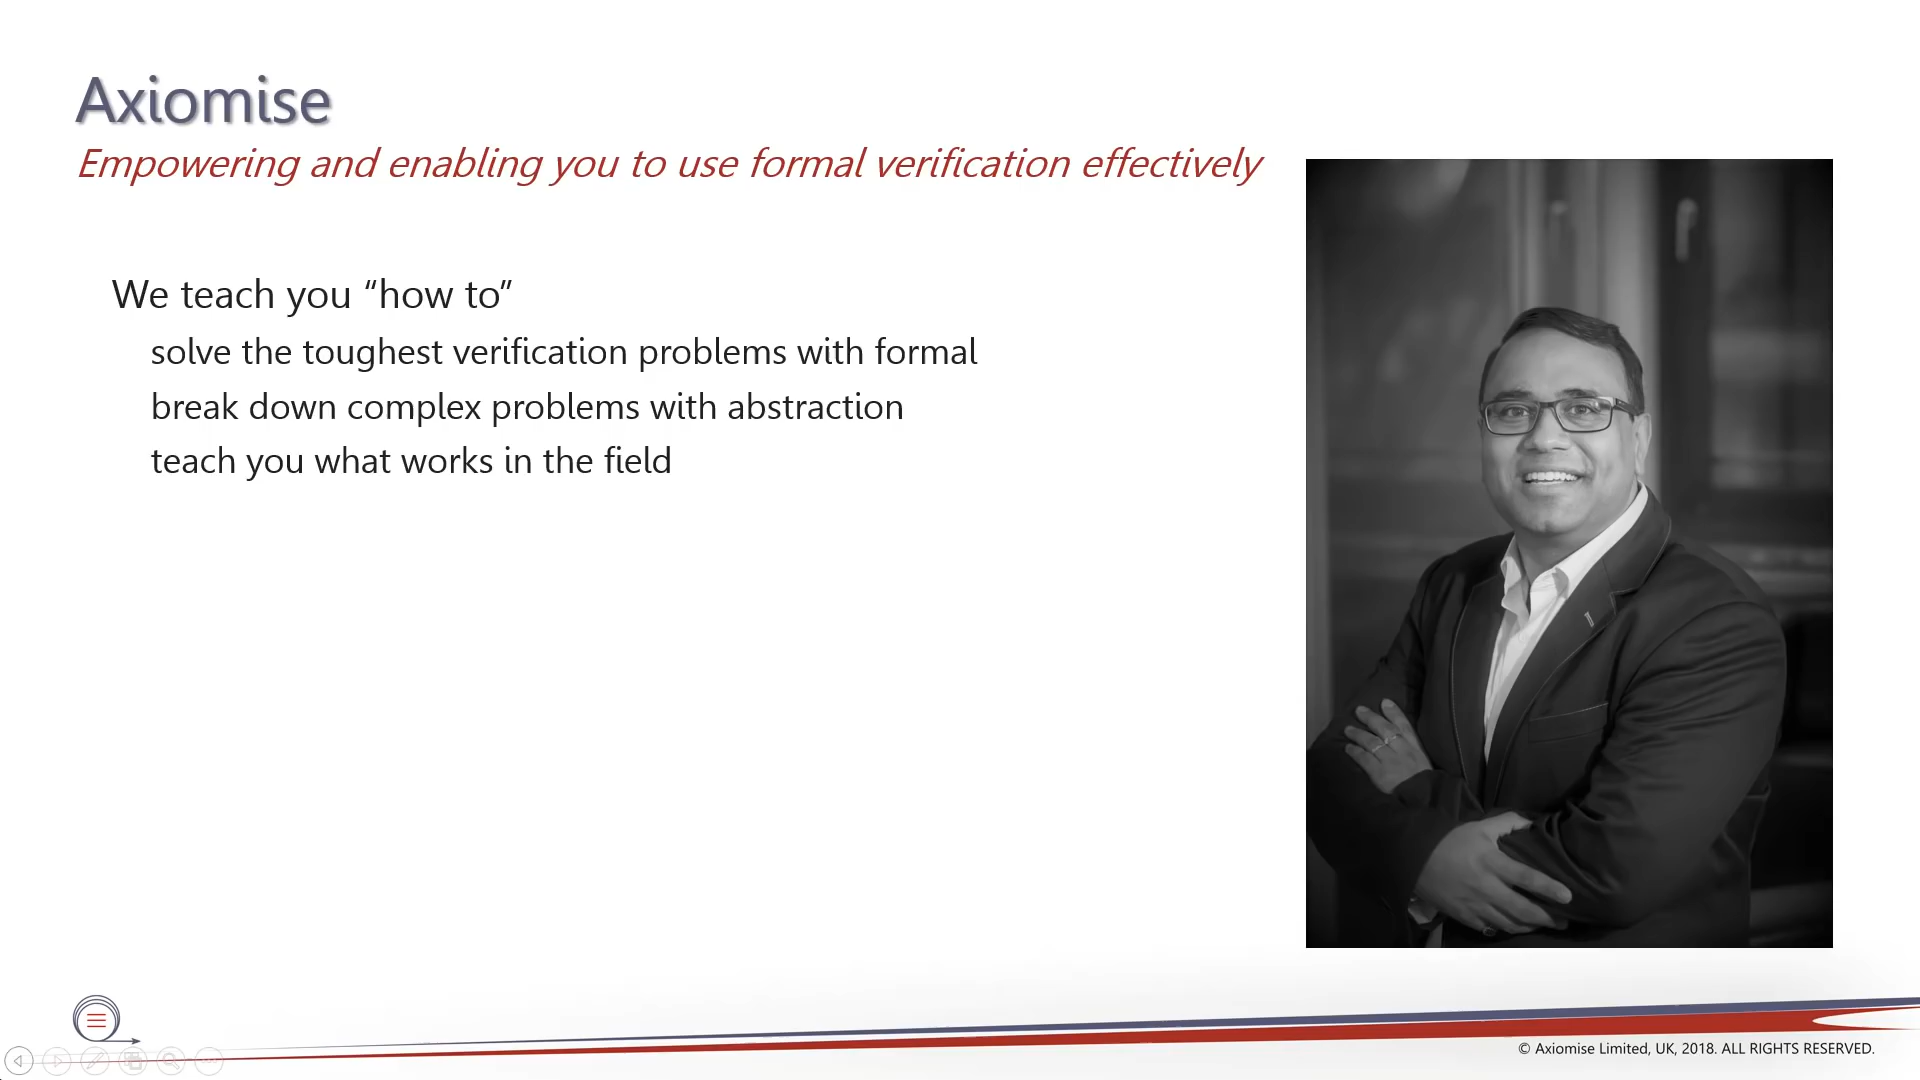 Axiomise
Empowering and enabling you to use formal verification effectively
We teach you “how to”
solve the toughest verification problems with formal
break down complex problems with abstraction
teach you what works in the field
© Axiomise Limited, UK, 2018. ALL RIGHTS RESERVED.